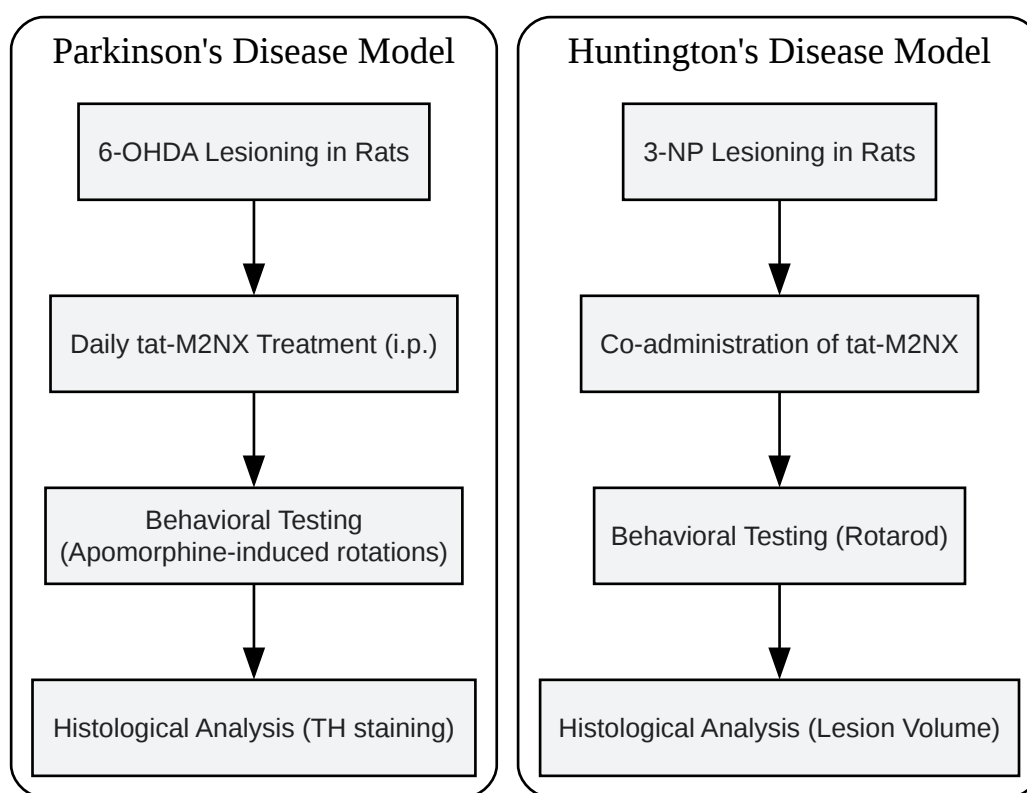 Parkinson's Disease Model
6-OHDA Lesioning in Rats
Daily tat-M2NX Treatment (i.p.)
Behavioral Testing
(Apomorphine-induced rotations)
Histological Analysis (TH staining)
Huntington's Disease Model
3-NP Lesioning in Rats
Co-administration of tat-M2NX
Behavioral Testing (Rotarod)
Histological Analysis (Lesion Volume)